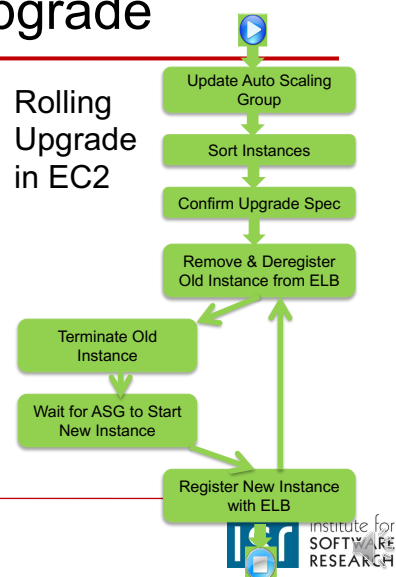 Rolling
Upgrade
in EC2
Update Auto Scaling
Group
Sort Instances
Confirm Upgrade Spec
Remove & Deregister
Old Instance from ELB
Terminate Old
Instance
Wait for ASG to Start
New Instance
Register New Instance
with ELB
institute for
SOFTWARE
RESEARCH